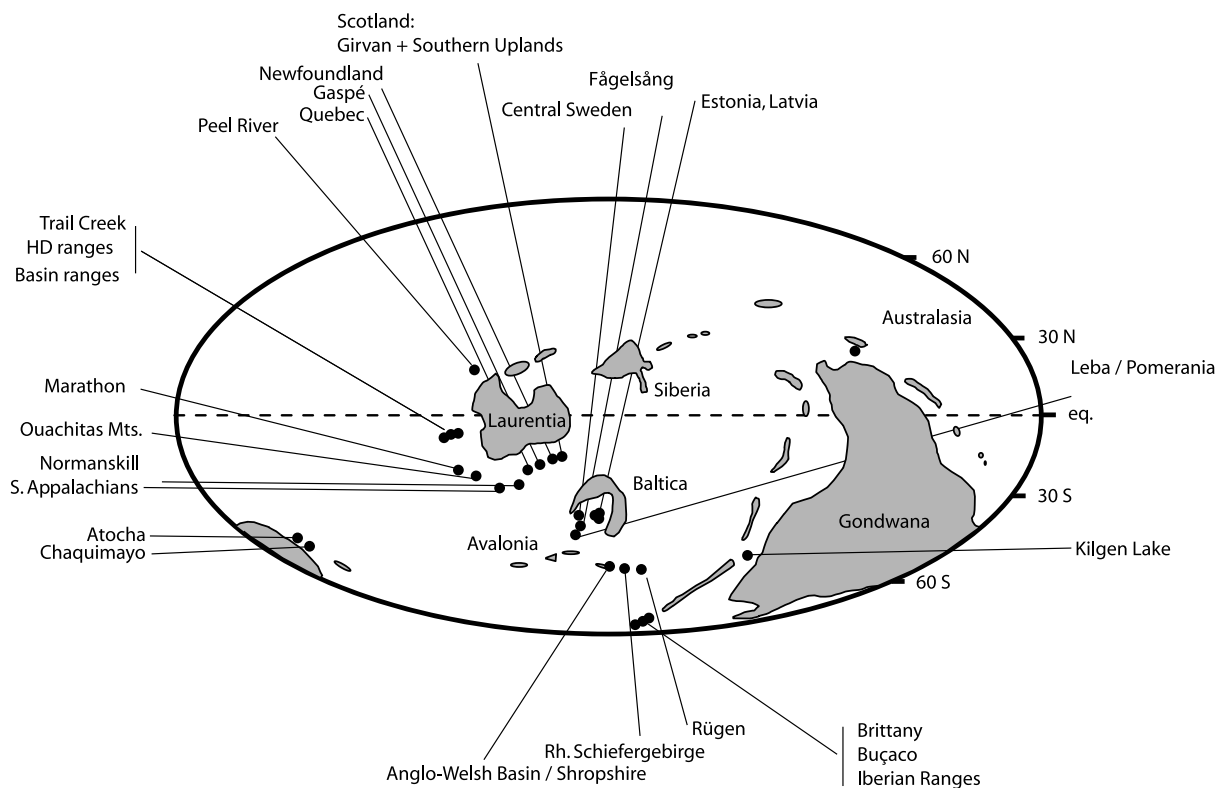 Scotland:
Girvan + Southern Uplands
Newfoundland
Gaspé
Quebec
Peel River
Fågelsång
Central Sweden
Estonia, Latvia
Trail Creek
HD ranges
Basin ranges
60 N
Australasia
30 N
Leba / Pomerania
Marathon
Siberia
Laurentia
eq.
Ouachitas Mts.
Normanskill
S. Appalachians
Baltica
30 S
Gondwana
Atocha
Chaquimayo
Avalonia
Kilgen Lake
60 S
Rügen
Rh. Schiefergebirge
Anglo-Welsh Basin / Shropshire
Brittany
Buçaco
Iberian Ranges